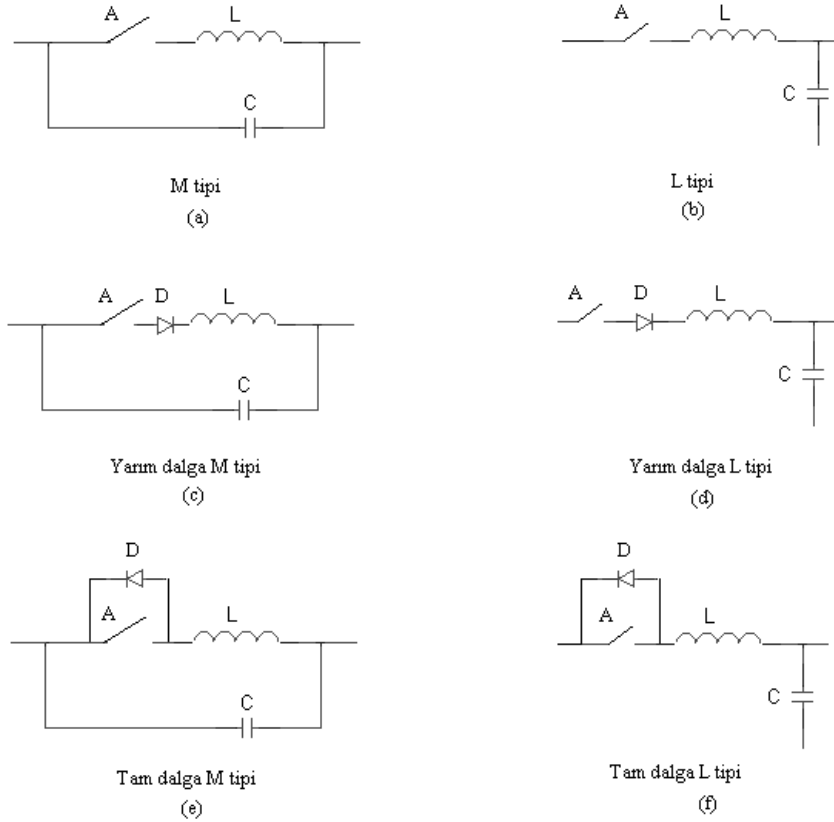 A L
C
M tipi
(a)
A L
C
L tipi
(b)
A D L
C
Yarım dalga M tipi
(c)
A D L
C
Yarım dalga L tipi
(d)
D
A L
C
Tam dalga M tipi
(e)
D
A L
C
Tam dalga L tipi
(f)